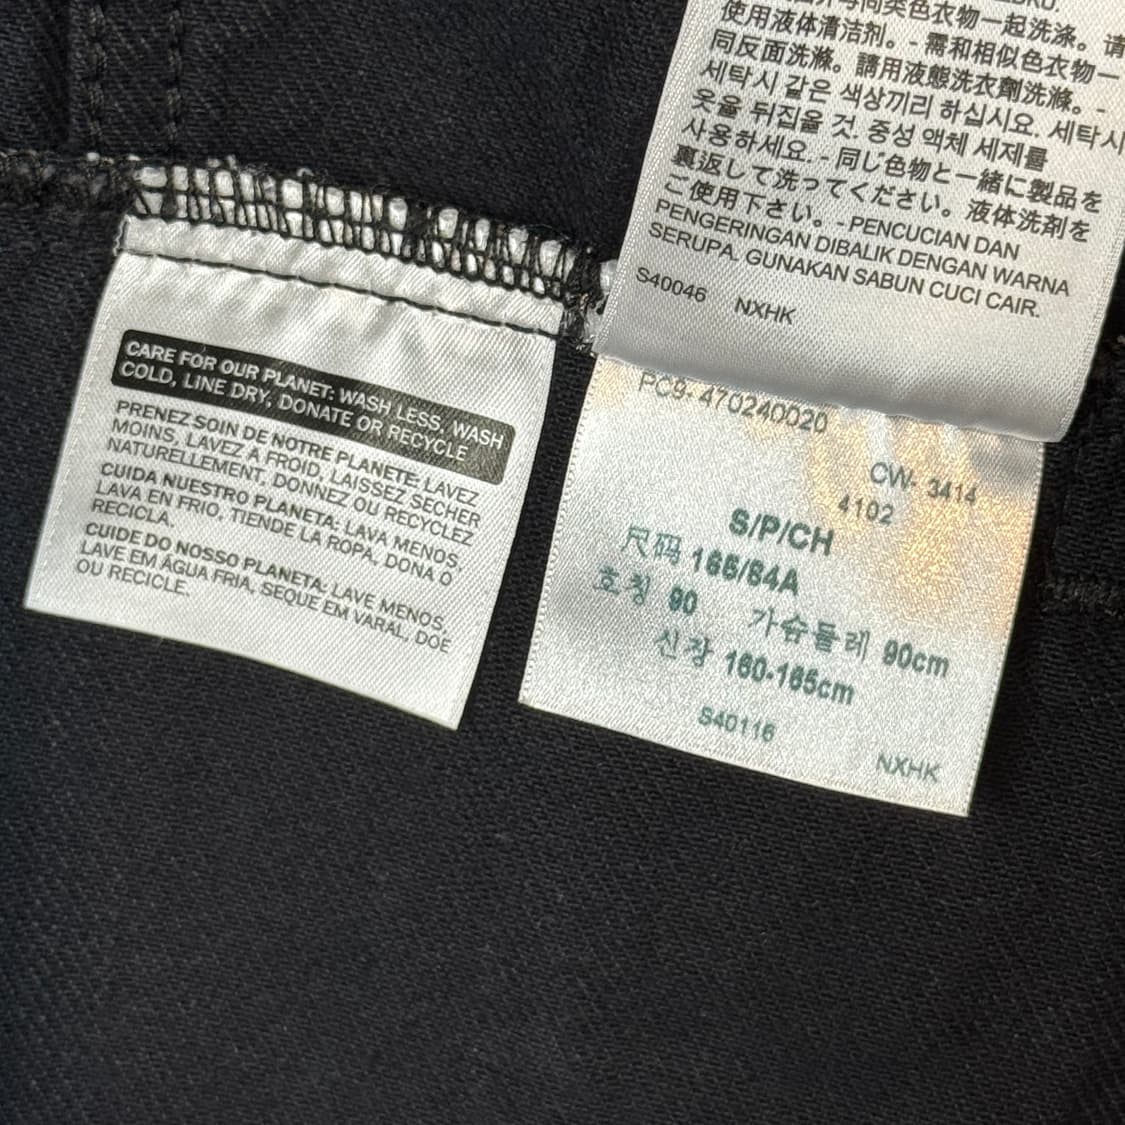 CARE FOR OUR PLANET: WASH LESS, WASH
COLD, LINE DRY, DONATE OR RECYCLE
PRENEZ SOIN DE NOTRE PLANETE: LAVEZ
MOINS, LAVEZ A FROID, LAISSEZ SECHER
NATURELLEMENT, DONNEZ OU RECYCLEZ
CUIDA NUESTRO PLANETA: LAVA MENOS,
LAVA EN FRIO, TIENDE LA ROPA, DONA O
RECICLA.
CUIDE DO NOSSO PLANETA: LAVE MENOS,
LAVE EM ÁGUA FRIA, SEQUE EM VARAL, DOE
OU RECICLE.
与同类色衣物一起洗涤。请
使用液体清洁剂。- 需和相似色衣物一
同反面洗滌。請用液態洗衣劑洗滌。-
세탁시 같은 색상끼리 하십시요. 세탁시
옷을 뒤집을 것. 중성 액체 세제를
사용하세요. - 同じ色物と一緒に製品を
裏返して洗ってください。液体洗剤を
ご使用下さい。- PENCUCIAN DAN
PENGERINGAN DIBALIK DENGAN WARNA
SERUPA. GUNAKAN SABUN CUCI CAIR.
S40046 NXHK
PC9- 470240020
CW- 3414
4102
S/P/CH
尺码 165/84A
호칭 90 가슴둘레 90cm
신장 160-165cm
S40116
NXHK